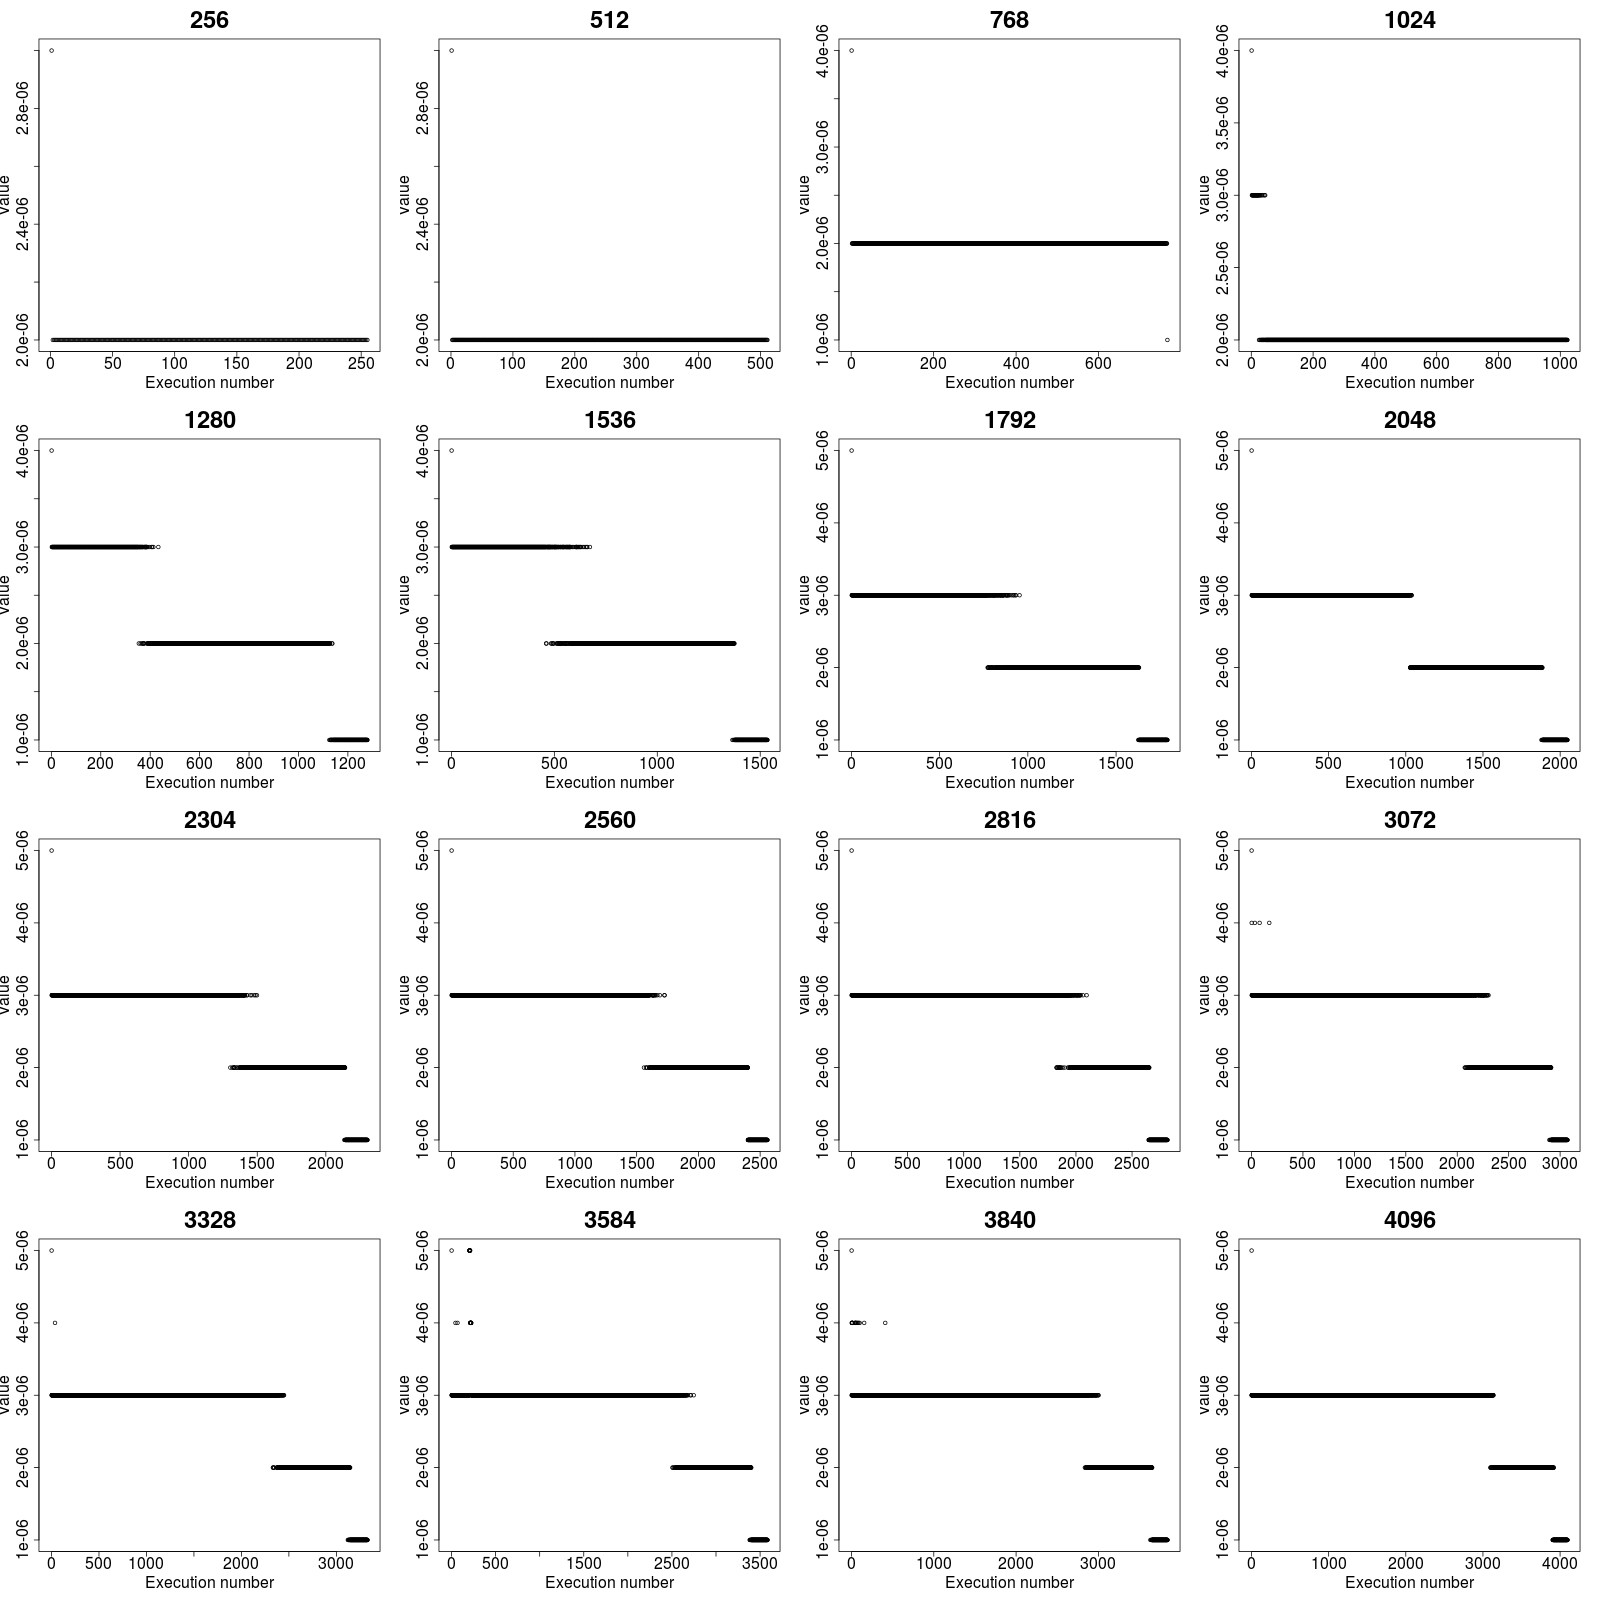 256
value
2.0e-06 2.4e-06 2.8e-06
0 50 100 150 200 250
Execution number
512
value
2.0e-06 2.4e-06 2.8e-06
0 100 200 300 400 500
Execution number
768
value
1.0e-06 2.0e-06 3.0e-06 4.0e-06
0 200 400 600
Execution number
1024
value
2.0e-06 2.5e-06 3.0e-06 3.5e-06 4.0e-06
0 200 400 600 800 1000
Execution number
1280
value
1.0e-06 2.0e-06 3.0e-06 4.0e-06
0 200 400 600 800 1000 1200
Execution number
1536
value
1.0e-06 2.0e-06 3.0e-06 4.0e-06
0 500 1000 1500
Execution number
1792
value
1e-06 2e-06 3e-06 4e-06 5e-06
0 500 1000 1500
Execution number
2048
value
1e-06 2e-06 3e-06 4e-06 5e-06
0 500 1000 1500 2000
Execution number
2304
value
1e-06 2e-06 3e-06 4e-06 5e-06
0 500 1000 1500 2000
Execution number
2560
value
1e-06 2e-06 3e-06 4e-06 5e-06
0 500 1000 1500 2000 2500
Execution number
2816
value
1e-06 2e-06 3e-06 4e-06 5e-06
0 500 1000 1500 2000 2500
Execution number
3072
value
1e-06 2e-06 3e-06 4e-06 5e-06
0 500 1000 1500 2000 2500 3000
Execution number
3328
value
1e-06 2e-06 3e-06 4e-06 5e-06
0 500 1000 2000 3000
Execution number
3584
value
1e-06 2e-06 3e-06 4e-06 5e-06
0 500 1500 2500 3500
Execution number
3840
value
1e-06 2e-06 3e-06 4e-06 5e-06
0 1000 2000 3000
Execution number
4096
value
1e-06 2e-06 3e-06 4e-06 5e-06
0 1000 2000 3000 4000
Execution number